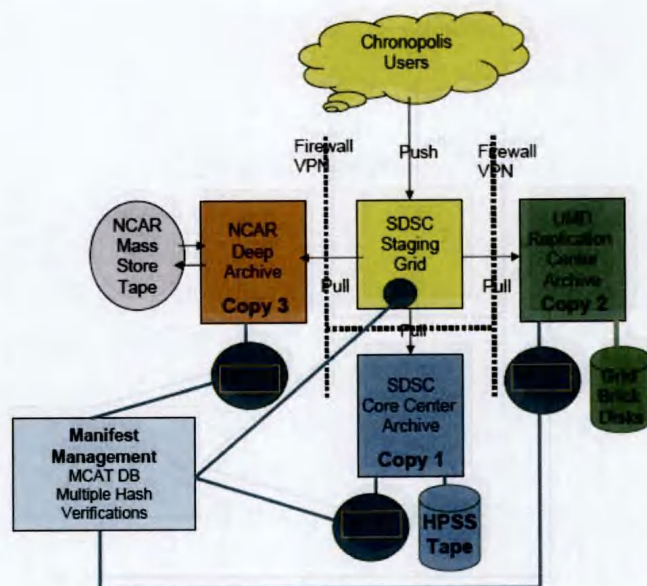 Chronopolis
Users
Firewall
VPN
Push
Firewall
VPN
NCAR
Mass
Store
Tape
NCAR
Deep
Archive
Copy 3
SDSC
Staging
Grid
UMD
Replication
Center
Archive
Copy 2
Pull
Pull
Pull
SDSC
Core Center
Archive
Copy 1
Grid
Brick
Disks
Manifest
Management
MCAT DB
Multiple Hash
Verifications
HPSS
Tape